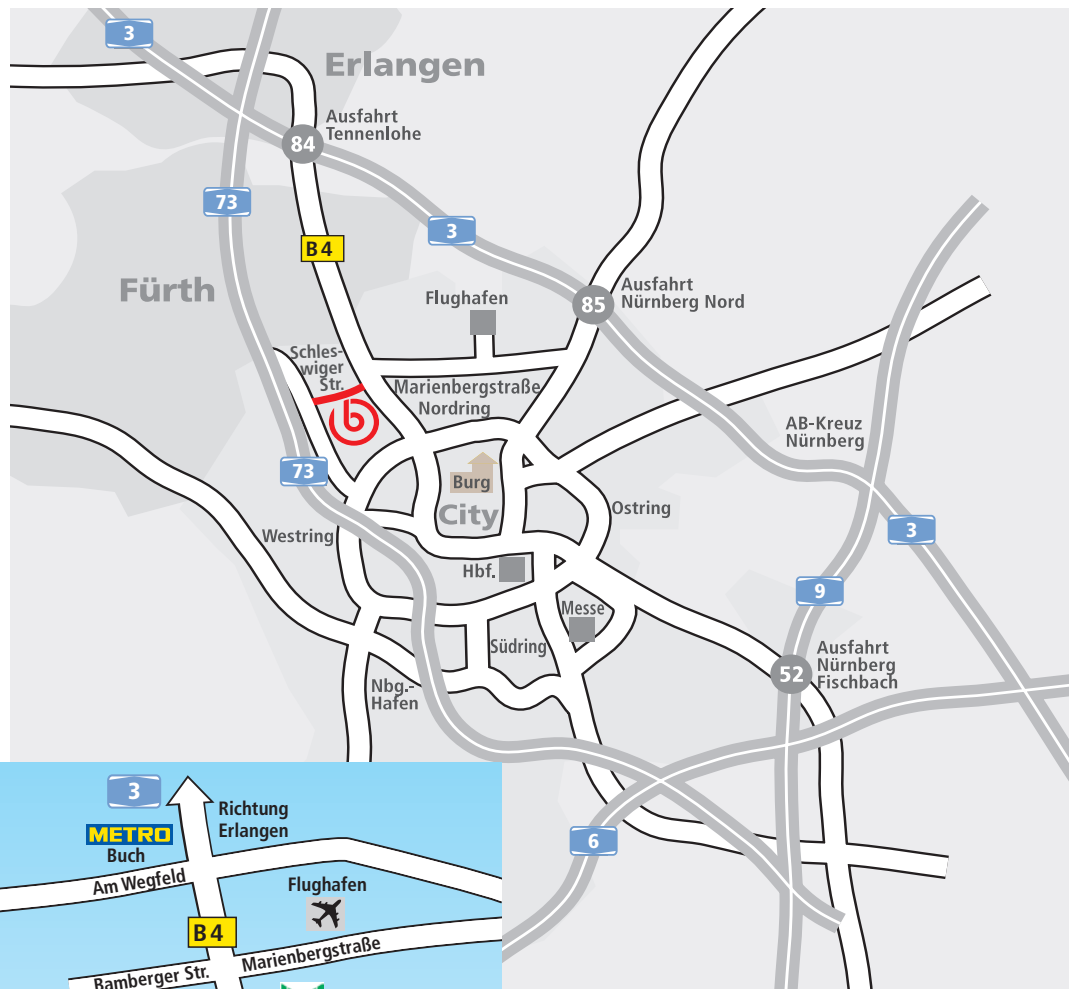 3
Erlangen
Ausfahrt
Tennenlohe
84
73
3
B4
Fürth
Ausfahrt
Nürnberg Nord
85
Flughafen
Schles-
wiger
Str.
Marienbergstraße
Nordring
b
AB-Kreuz
Nürnberg
73
Burg
City
Ostring
Westring
3
Hbf.
9
Messe
Südring
Ausfahrt
Nürnberg
Fischbach
52
Nbg.-
Hafen
6
3
Richtung
Erlangen
METRO
Buch
Am Wegfeld
Flughafen
B4
Marienbergstraße
Bamberger Str.